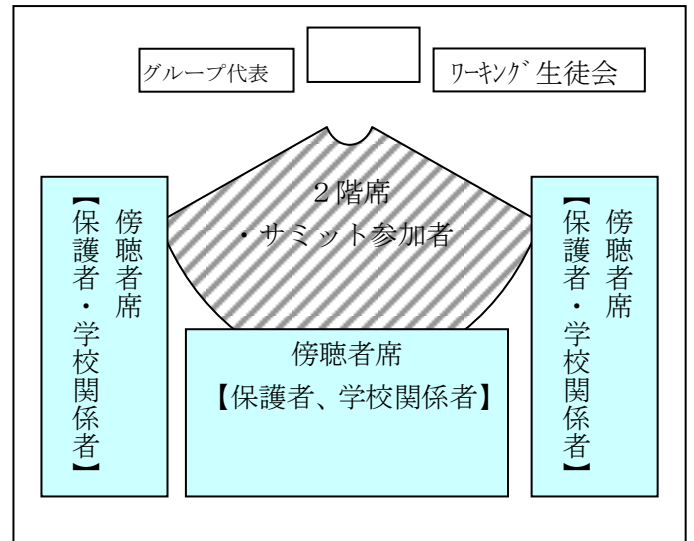 グループ代表
ワーキング 生徒会
２階席
・サミット参加者
傍聴者席
【保護者・学校関係者】
傍聴者席
【保護者、学校関係者】
傍聴者席
【保護者・学校関係者】